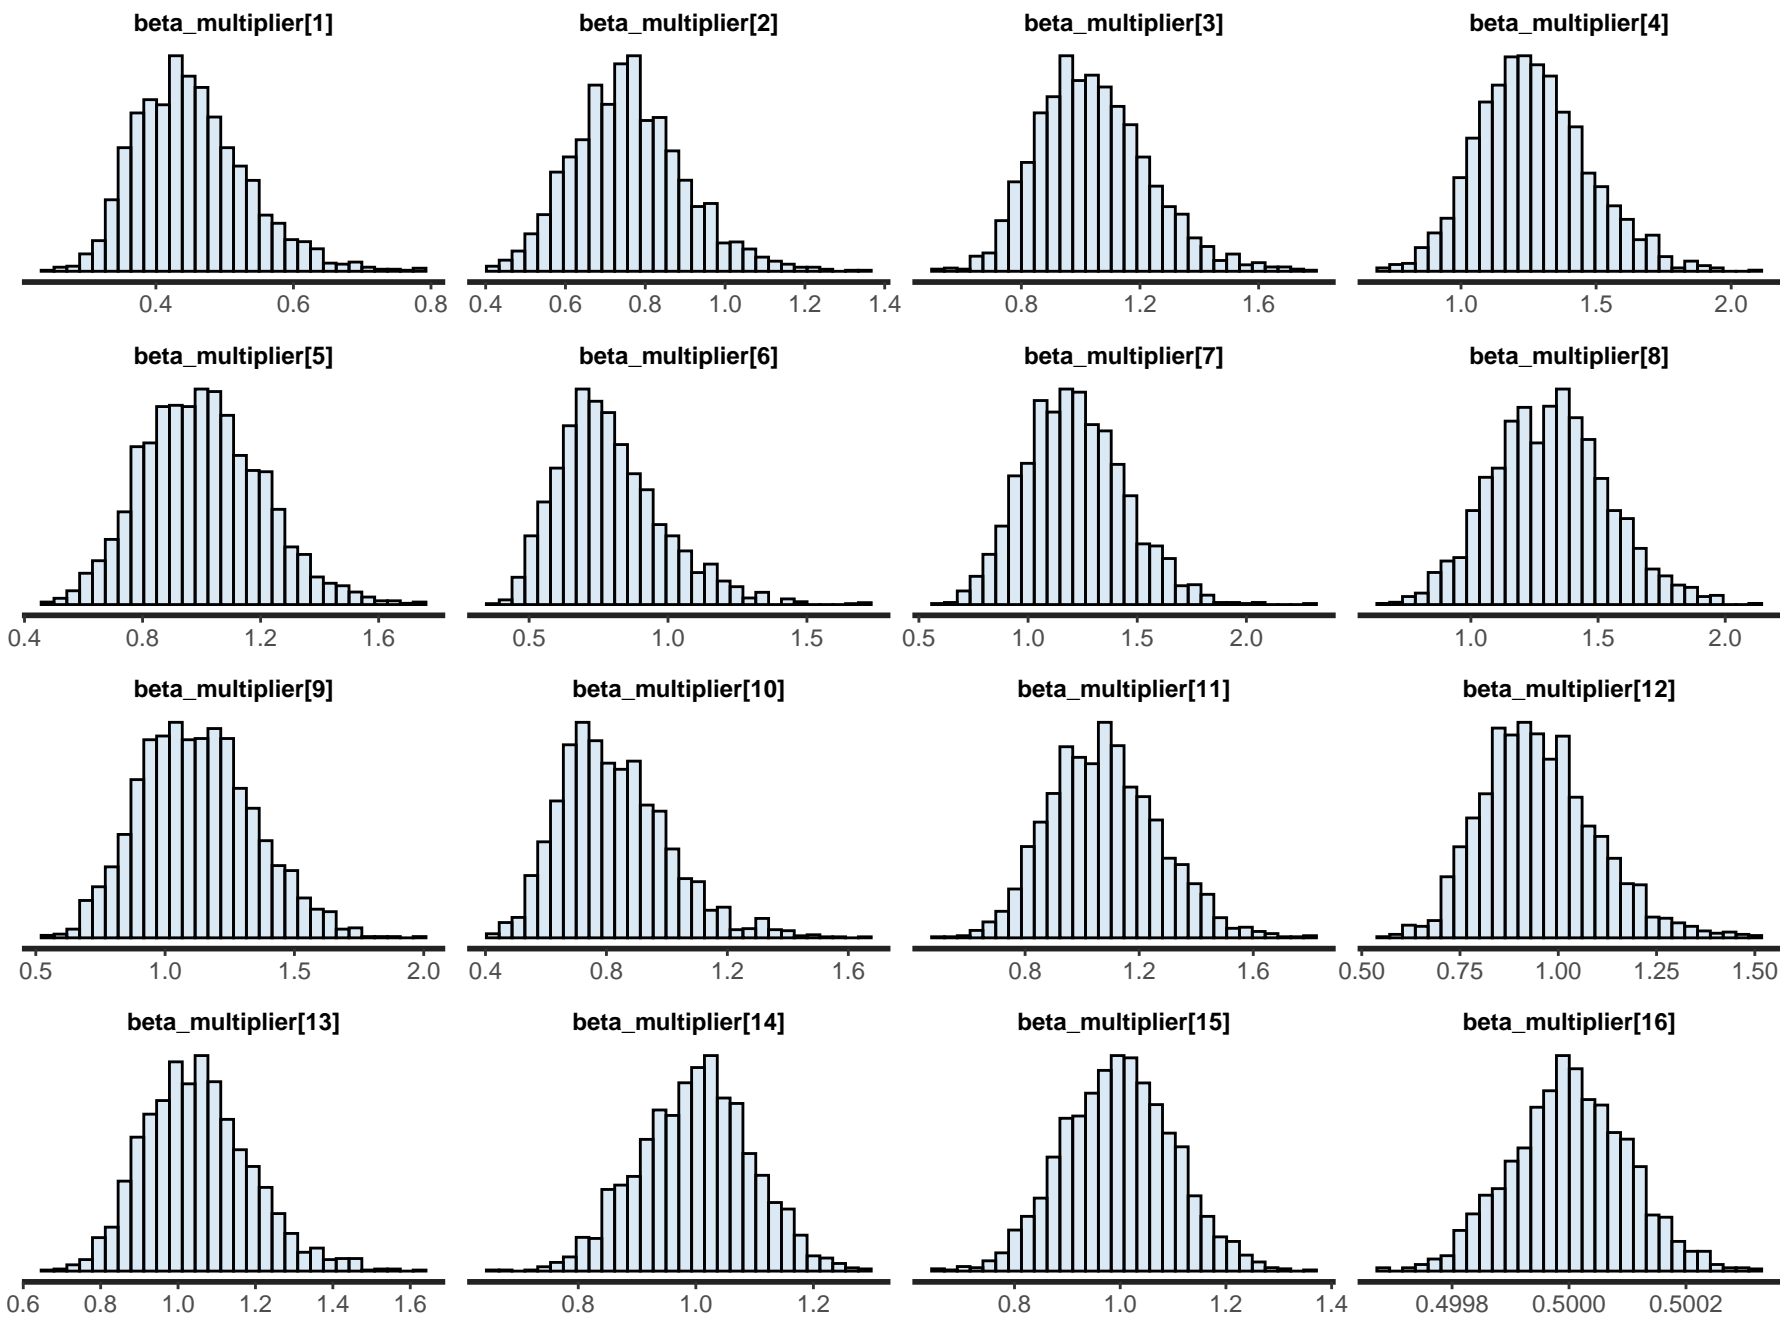 beta_multiplier[1] beta_multiplier[2] beta_multiplier[3] beta_multiplier[4]
0.4 0.6 0.8 0.4 0.6 0.8 1.0 1.2 1.4 0.8 1.2 1.6 1.0 1.5 2.0
beta_multiplier[5] beta_multiplier[6] beta_multiplier[7] beta_multiplier[8]
0.4 0.8 1.2 1.6 0.5 1.0 1.5 0.5 1.0 1.5 2.0 1.0 1.5 2.0
beta_multiplier[9] beta_multiplier[10] beta_multiplier[11] beta_multiplier[12]
0.5 1.0 1.5 2.0 0.4 0.8 1.2 1.6 0.8 1.2 1.6 0.50 0.75 1.00 1.25 1.50
beta_multiplier[13] beta_multiplier[14] beta_multiplier[15] beta_multiplier[16]
0.6 0.8 1.0 1.2 1.4 1.6 0.8 1.0 1.2 0.8 1.0 1.2 1.4 0.4998 0.5000 0.5002